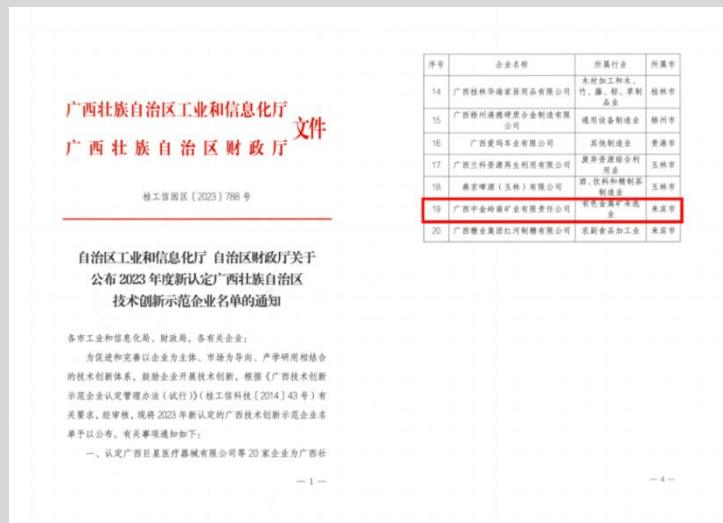 广西壮族自治区工业和信息化厅
广西壮族自治区财政厅
文件
桂工信园区〔2023〕788号
自治区工业和信息化厅 自治区财政厅关于
公布2023年度新认定广西壮族自治区
技术创新示范企业名单的通知
各市工业和信息化局、财政局,各有关企业:
为促进和完善以企业为主体、市场为导向、产学研用相结合
的技术创新体系,鼓励企业开展技术创新,根据《广西技术创新
示范企业认定管理办法(试行)》(桂工信科技〔2014〕43号)有
关要求,经审核,现将2023年新认定的广西技术创新示范企业名
单予以公布。有关事项通知如下:
一、认定广西巨星医疗器械有限公司等20家企业为广西壮
— 1 —
序号 企业名称 所属行业 所属市
14 广西桂林华海家居用品有限公司 木材加工和木、竹、藤、棕、草制品业 桂林市
15 广西梧州港德硬质合金制造有限公司 通用设备制造业 梧州市
16 广西爱玛车业有限公司 其他制造业 贵港市
17 广西兰科资源再生利用有限公司 废弃资源综合利用业 玉林市
18 燕京啤酒(玉林)有限公司 酒、饮料和精制茶制造业 玉林市
19 广西中金岭南矿业有限责任公司 有色金属矿采选业 来宾市
20 广西糖业集团红河制糖有限公司 农副食品加工业 来宾市
— 4 —